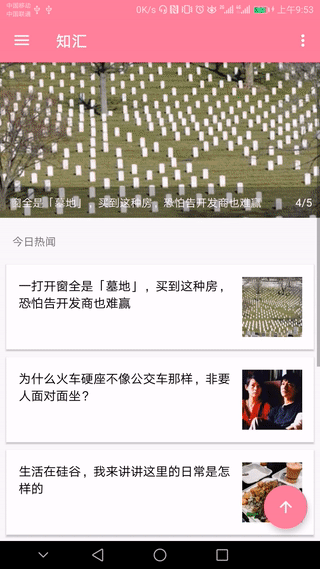 中国移动
中国联通
0K/s
上午9:53
知汇
窗全是「墓地」，买到这种房，恐怕告开发商也难赢
4/5
今日热闻
一打开窗全是「墓地」，买到这种房，
恐怕告开发商也难赢
为什么火车硬座不像公交车那样，非要
人面对面坐？
生活在硅谷，我来讲讲这里的日常是怎
样的